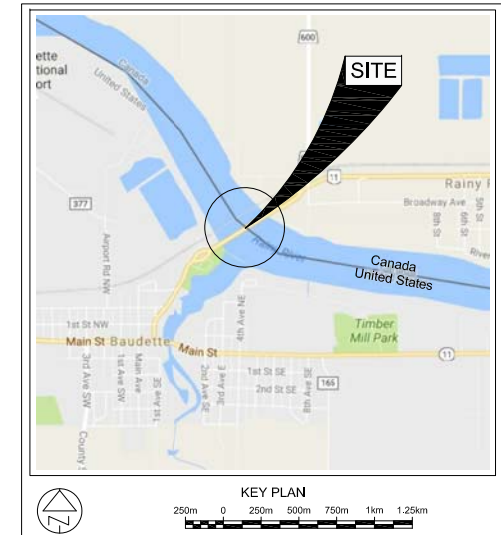 600
SITE
ette
tional
ort
Canada
United States
377
11
Rainy
Broadway Ave
8th St
6th St
5th St
Airport Rd NW
Rainy River
Canada
United States
4th Ave NE
1st St NW
Main St Baudette
Main St
Timber
Mill Park
11
3rd Ave SW
1st Ave SW
Main Ave
1st Ave SE
2nd Ave SE
3rd Ave E
1st St SE
2nd St SE
8th Ave SE
165
County S
KEY PLAN
250m 0 250m 500m 750m 1km 1.25km